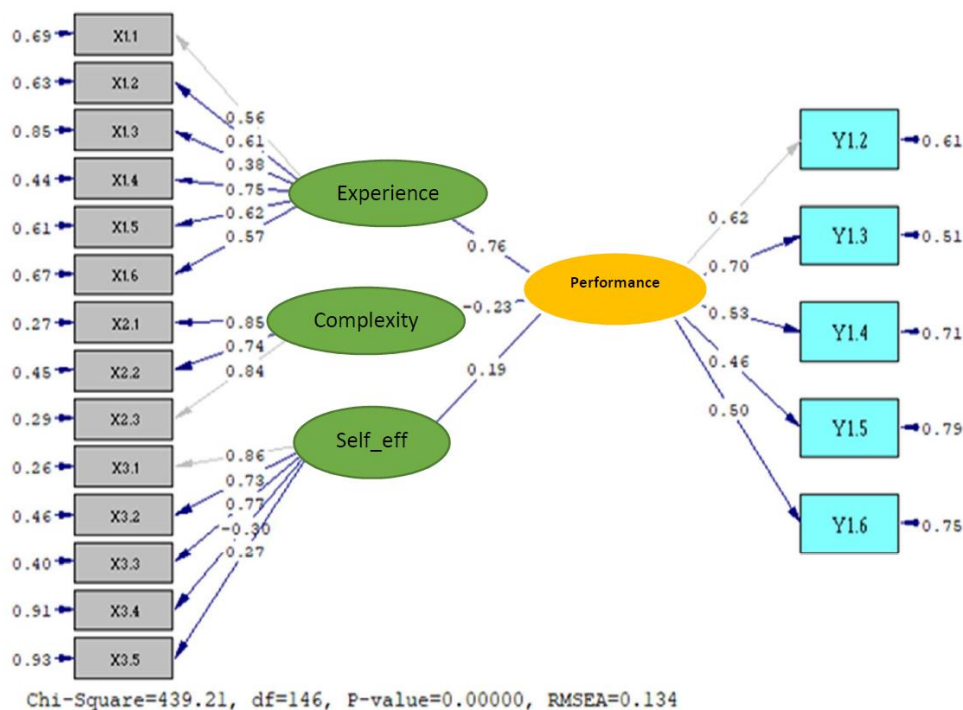 0.69 X1.1
0.63 X1.2
0.85 X1.3
0.44 X1.4
0.61 X1.5
0.67 X1.6
0.27 X2.1
0.45 X2.2
0.29 X2.3
0.26 X3.1
0.46 X3.2
0.40 X3.3
0.91 X3.4
0.93 X3.5
0.56
0.61
0.38
0.75
0.62
0.57
0.85
0.74
0.84
0.86
0.73
0.77
-0.30
0.27
Experience
Complexity
Self_eff
0.76
-0.23
0.19
Performance
0.62
0.70
0.53
0.46
0.50
Y1.2 0.61
Y1.3 0.51
Y1.4 0.71
Y1.5 0.79
Y1.6 0.75
Chi-Square=439.21, df=146, P-value=0.00000, RMSEA=0.134